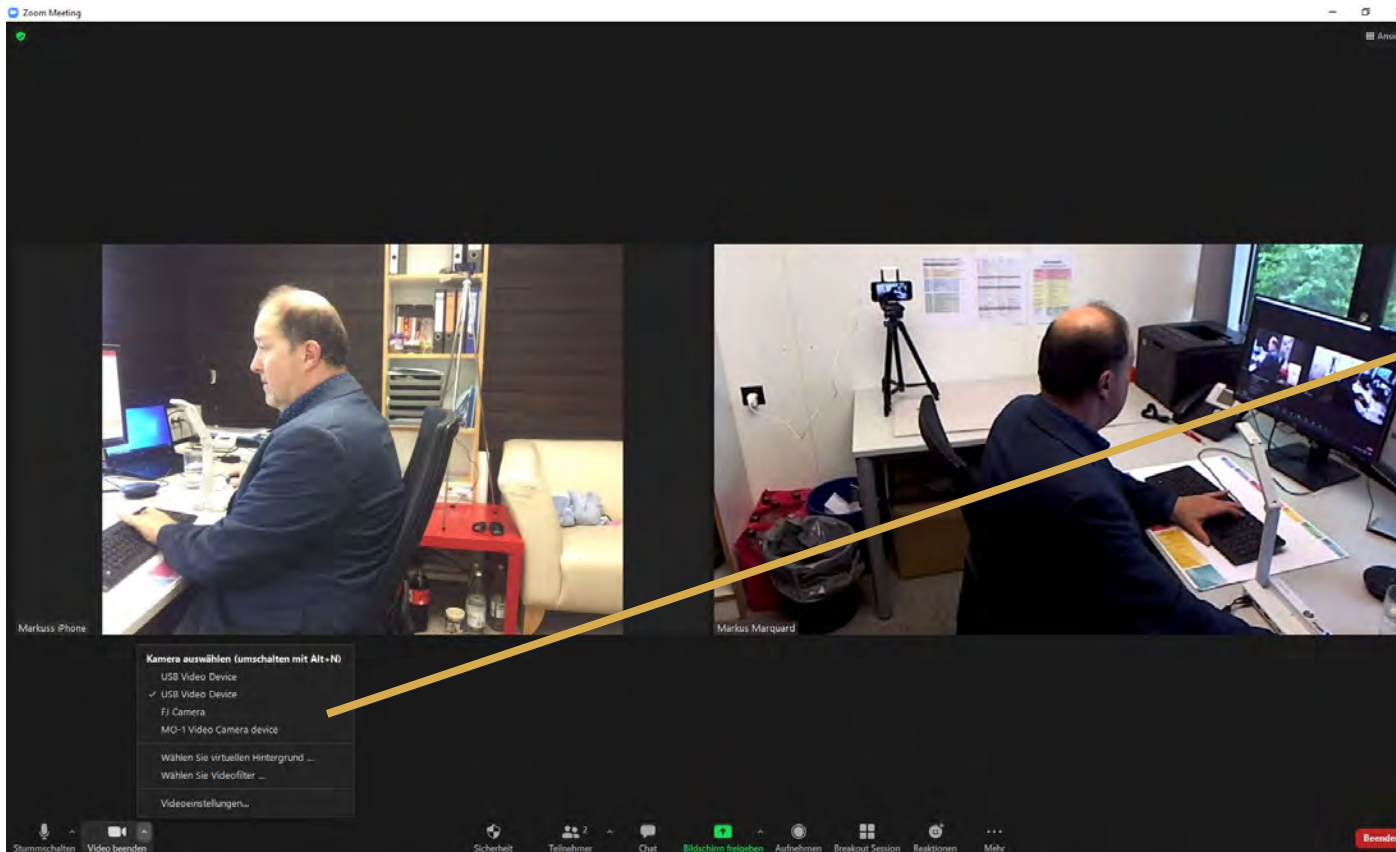 Zoom Meeting
Markuss iPhone
Markus Marquard
Kamera auswählen (umschalten mit Alt+N)
USB Video Device
✓ USB Video Device
FJ Camera
MO-1 Video Camera device
Wählen Sie virtuellen Hintergrund ...
Wählen Sie Videofilter ...
Videoeinstellungen...
Stummschalten Video beenden Sicherheit Teilnehmer 2 Chat Bildschirm freigeben Aufnehmen Breakout Session Reaktionen Mehr